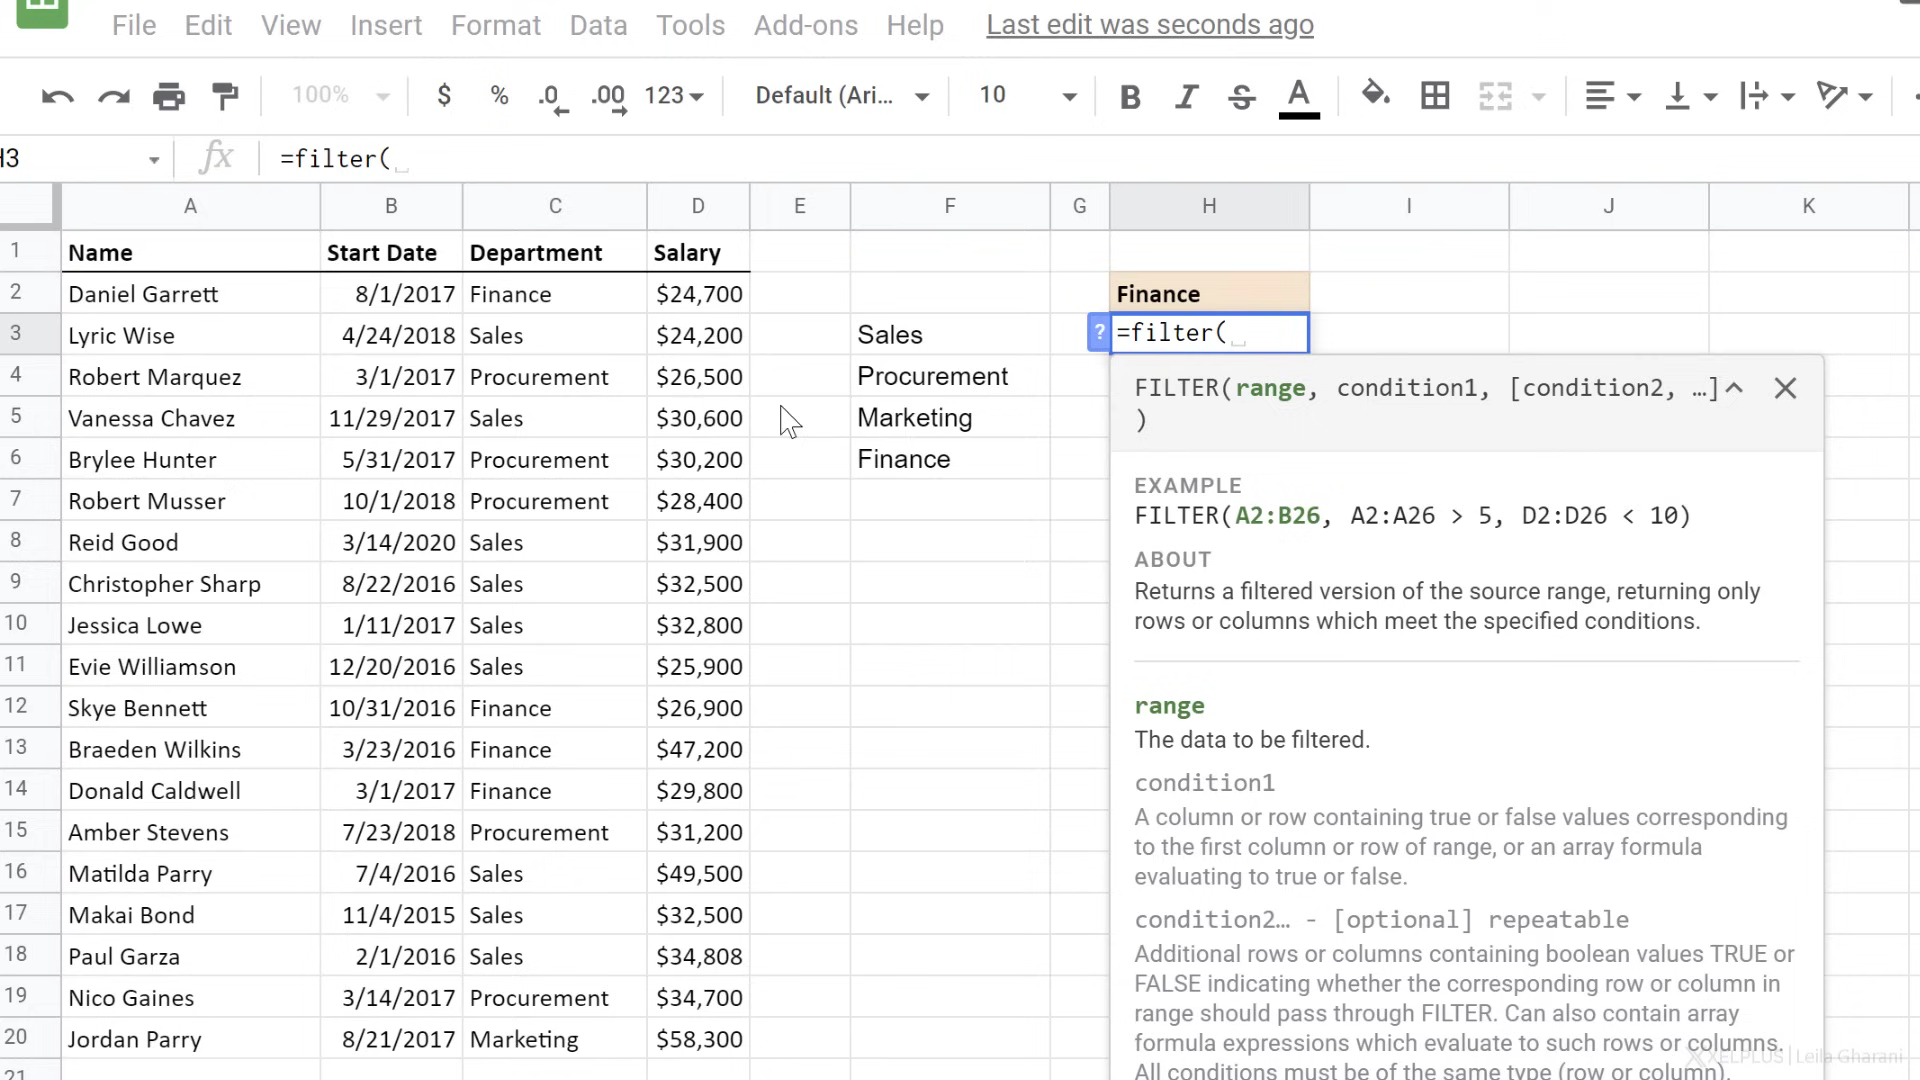 File Edit View Insert Format Data Tools Add-ons Help Last edit was seconds ago
100% $ % .0 .00 123 Default (Ari... 10 B I S A
H3 fx =filter(
A B C D E F G H I J K
1 Name Start Date Department Salary
2 Daniel Garrett 8/1/2017 Finance $24,700 Finance
3 Lyric Wise 4/24/2018 Sales $24,200 Sales ? =filter(
4 Robert Marquez 3/1/2017 Procurement $26,500 Procurement
5 Vanessa Chavez 11/29/2017 Sales $30,600 Marketing
6 Brylee Hunter 5/31/2017 Procurement $30,200 Finance
7 Robert Musser 10/1/2018 Procurement $28,400
8 Reid Good 3/14/2020 Sales $31,900
9 Christopher Sharp 8/22/2016 Sales $32,500
10 Jessica Lowe 1/11/2017 Sales $32,800
11 Evie Williamson 12/20/2016 Sales $25,900
12 Skye Bennett 10/31/2016 Finance $26,900
13 Braeden Wilkins 3/23/2016 Finance $47,200
14 Donald Caldwell 3/1/2017 Finance $29,800
15 Amber Stevens 7/23/2018 Procurement $31,200
16 Matilda Parry 7/4/2016 Sales $49,500
17 Makai Bond 11/4/2015 Sales $32,500
18 Paul Garza 2/1/2016 Sales $34,808
19 Nico Gaines 3/14/2017 Procurement $34,700
20 Jordan Parry 8/21/2017 Marketing $58,300
21
FILTER(range, condition1, [condition2, …]
)
EXAMPLE
FILTER(A2:B26, A2:A26 > 5, D2:D26 < 10)
ABOUT
Returns a filtered version of the source range, returning only
rows or columns which meet the specified conditions.
range
The data to be filtered.
condition1
A column or row containing true or false values corresponding
to the first column or row of range, or an array formula
evaluating to true or false.
condition2… - [optional] repeatable
Additional rows or columns containing boolean values TRUE or
FALSE indicating whether the corresponding row or column in
range should pass through FILTER. Can also contain array
formula expressions which evaluate to such rows or columns.
All conditions must be of the same type (row or column).
XELPLUS | Leila Gharani